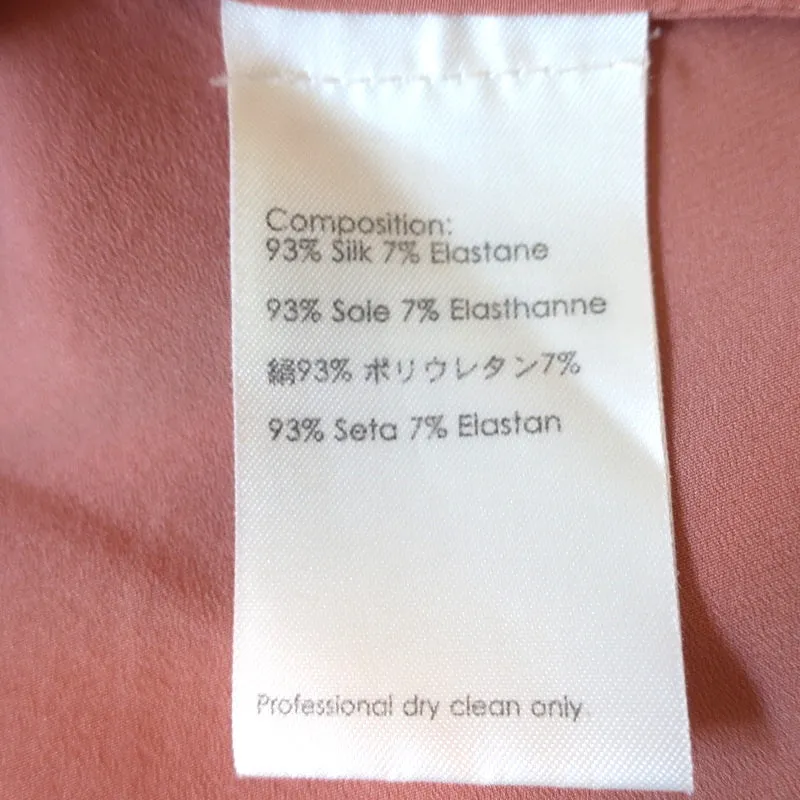 Composition:
93% Silk 7% Elastane
93% Soie 7% Elasthanne
絹93% ポリウレタン7%
93% Seta 7% Elastan
Professional dry clean only.